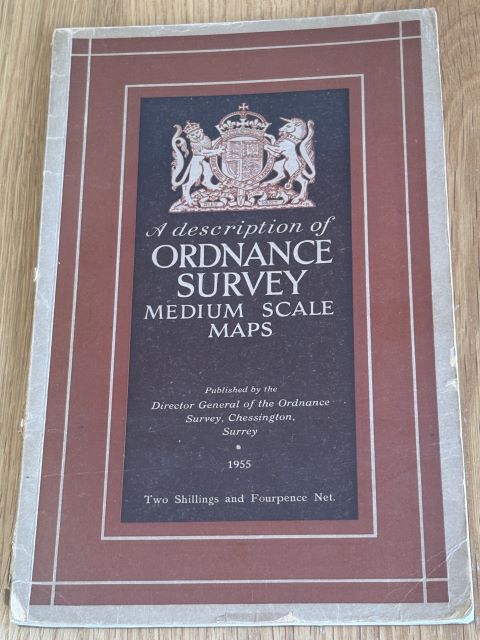 A description of
ORDNANCE
SURVEY
MEDIUM SCALE
MAPS
Published by the
Director General of the Ordnance
Survey, Chessington,
Surrey
1955
Two Shillings and Fourpence Net.